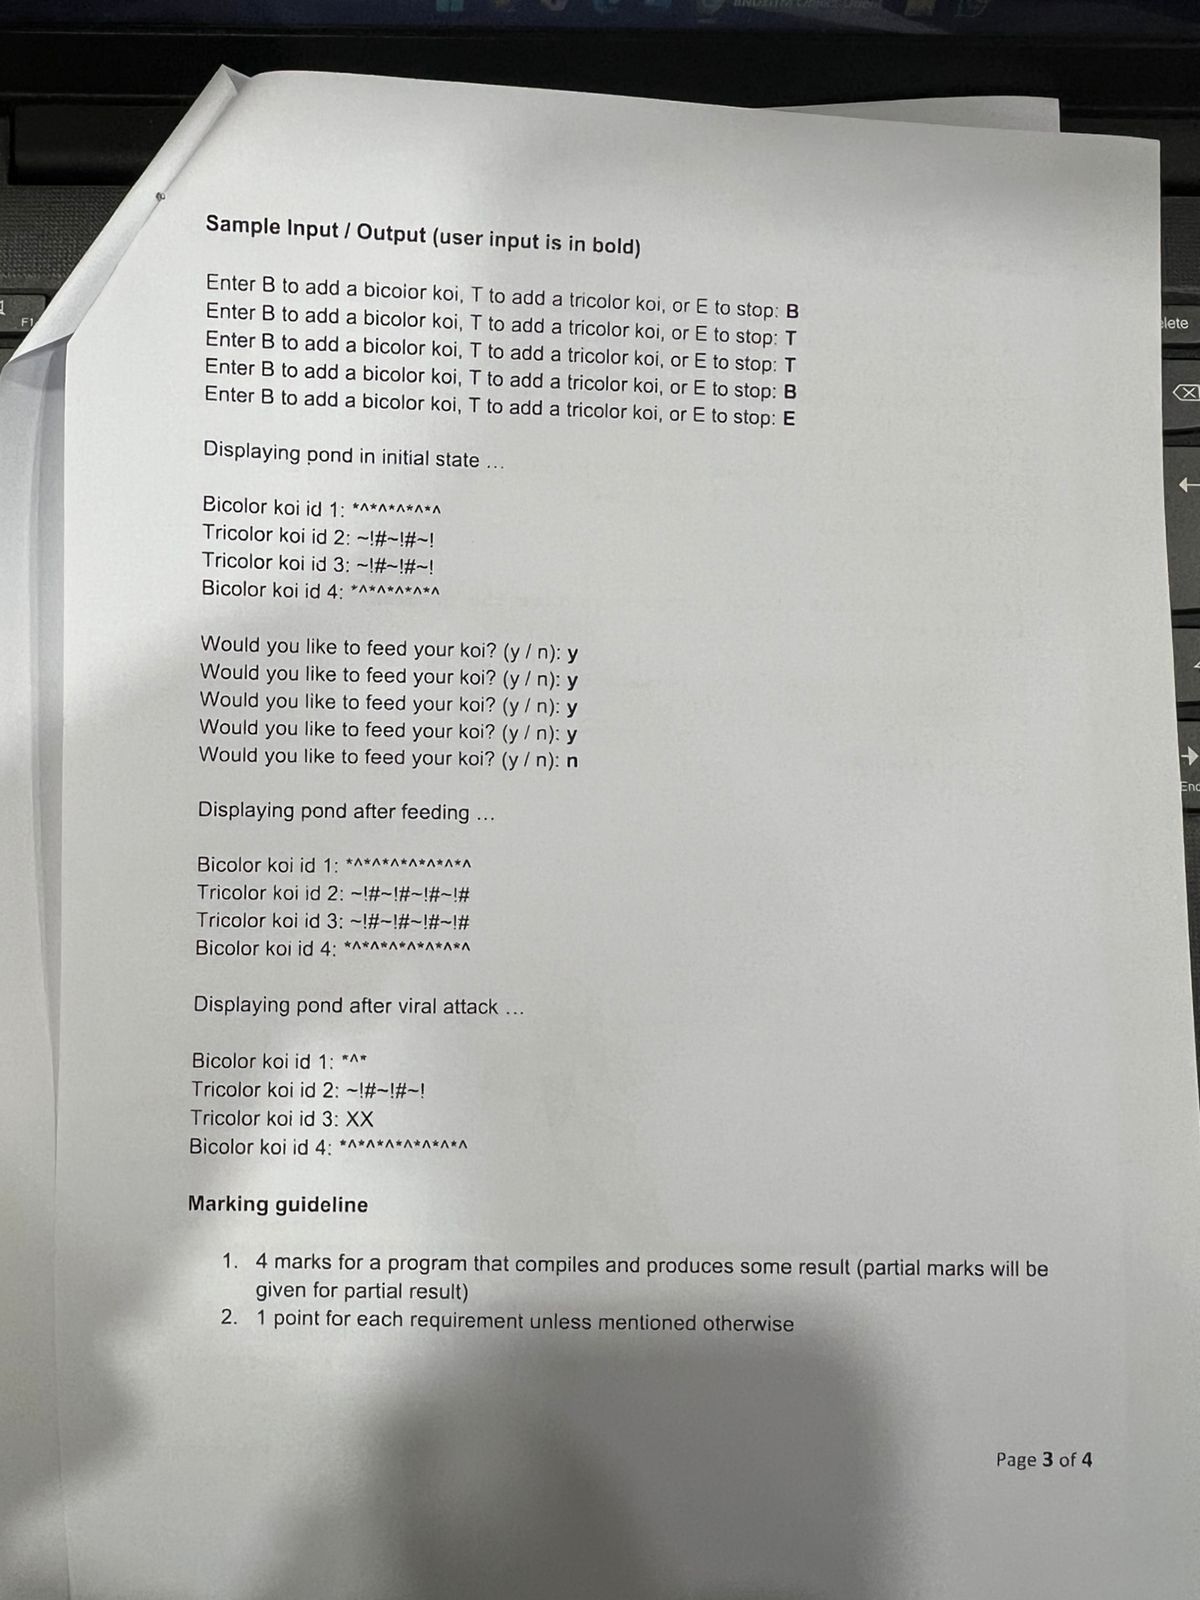 Sample Input / Output (user input is in bold)
Enter B to add a bicoior koi, T to add a tricolor koi, or E to stop: B
Enter B to add a bicolor koi, T to add a tricolor koi, or E to stop: T
Enter B to add a bicolor koi, T to add a tricolor koi, or E to stop: T
Enter B to add a bicolor koi, T to add a tricolor koi, or E to stop: B
Enter B to add a bicolor koi, T to add a tricolor koi, or E to stop: E
Displaying pond in initial state ...
Bicolor koi id 1: *^*^*^*^*^
Tricolor koi id 2: ~!#~!#~!
Tricolor koi id 3: ~!#~!#~!
Bicolor koi id 4: *^*^*^*^*^
Would you like to feed your koi? (y / n): y
Would you like to feed your koi? (y / n): y
Would you like to feed your koi? (y / n): y
Would you like to feed your koi? (y / n): y
Would you like to feed your koi? (y / n): n
Displaying pond after feeding ...
Bicolor koi id 1: *^*^*^*^*^*^*^
Tricolor koi id 2: ~!#~!#~!#~!#
Tricolor koi id 3: ~!#~!#~!#~!#
Bicolor koi id 4: *^*^*^*^*^*^*^
Displaying pond after viral attack ...
Bicolor koi id 1: *^*
Tricolor koi id 2: ~!#~!#~!
Tricolor koi id 3: XX
Bicolor koi id 4: *^*^*^*^*^*^*^
Marking guideline
1. 4 marks for a program that compiles and produces some result (partial marks will be
given for partial result)
2. 1 point for each requirement unless mentioned otherwise
Page 3 of 4
F1